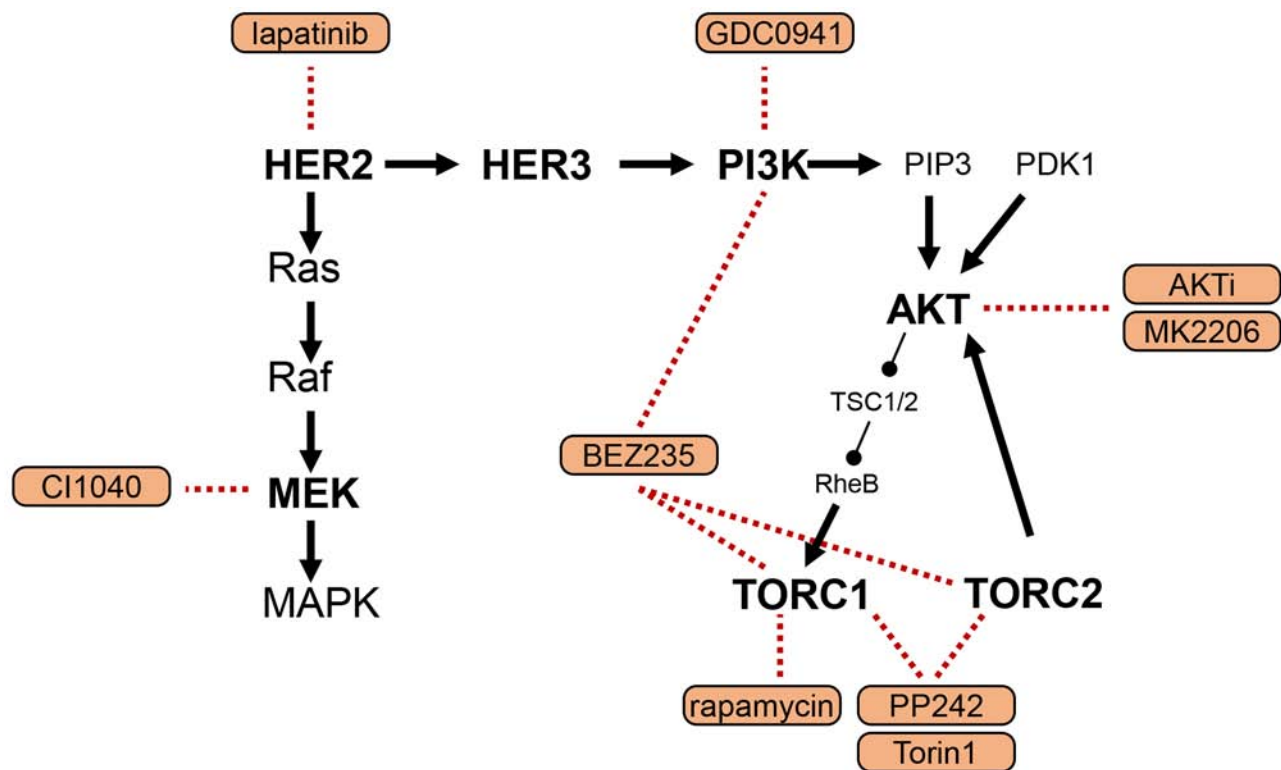 lapatinib
GDC0941
HER2
HER3
PI3K
PIP3
PDK1
Ras
AKTi
AKT
MK2206
Raf
TSC1/2
BEZ235
CI1040
MEK
RheB
MAPK
TORC1
TORC2
rapamycin
PP242
Torin1